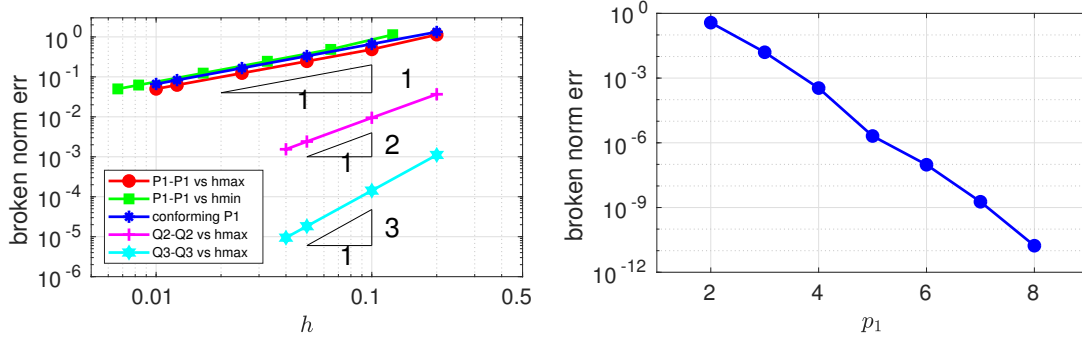 broken norm err
10^0
10^-1
10^-2
10^-3
10^-4
10^-5
10^-6
1
1
2
1
3
1
P1-P1 vs hmax
P1-P1 vs hmin
conforming P1
Q2-Q2 vs hmax
Q3-Q3 vs hmax
0.01 0.1 0.5
h
broken norm err
10^0
10^-3
10^-6
10^-9
10^-12
2 4 6 8
p_1